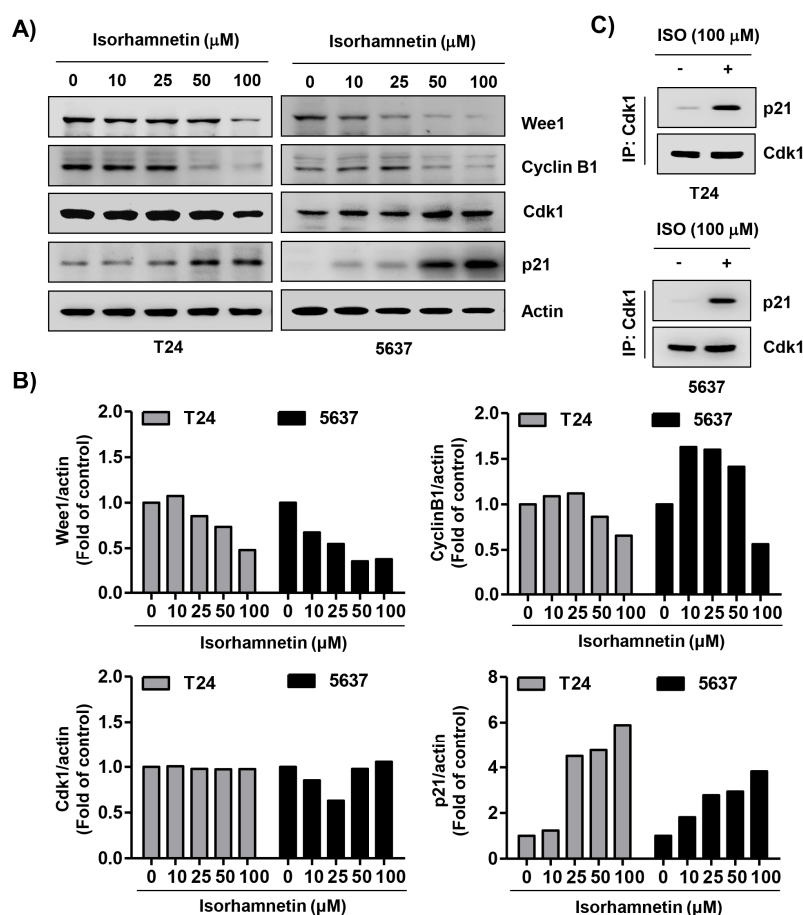 A)
Isorhamnetin (μM) Isorhamnetin (μM)
0 10 25 50 100 0 10 25 50 100
Wee1
Cyclin B1
Cdk1
p21
Actin
T24 5637
C)
ISO (100 μM)
- +
IP: Cdk1
p21
Cdk1
T24
ISO (100 μM)
- +
IP: Cdk1
p21
Cdk1
5637
B)
T24 5637
Wee1/actin
(Fold of control)
2.0
1.5
1.0
0.5
0.0
0 10 25 50 100 0 10 25 50 100
Isorhamnetin (μM)
T24 5637
CyclinB1/actin
(Fold of control)
2.0
1.5
1.0
0.5
0.0
0 10 25 50 100 0 10 25 50 100
Isorhamnetin (μM)
T24 5637
Cdk1/actin
(Fold of control)
2.0
1.5
1.0
0.5
0.0
0 10 25 50 100 0 10 25 50 100
Isorhamnetin (μM)
T24 5637
p21/actin
(Fold of control)
8
6
4
2
0
0 10 25 50 100 0 10 25 50 100
Isorhamnetin (μM)